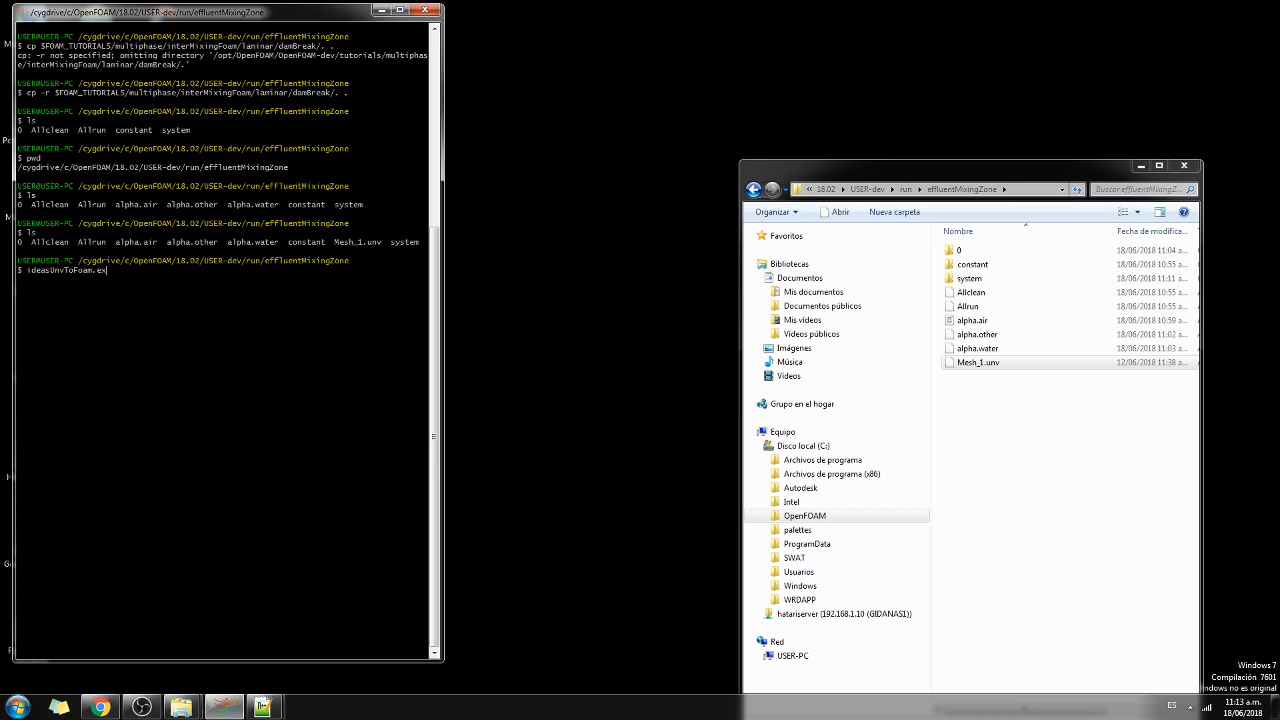 /cygdrive/c/OpenFOAM/18.02/USER-dev/run/effluentMixingZone
USER@USER-PC /cygdrive/c/OpenFOAM/18.02/USER-dev/run/effluentMixingZone
$ cp $FOAM_TUTORIALS/multiphase/interMixingFoam/laminar/damBreak/. .
cp: -r not specified; omitting directory '/opt/OpenFOAM/OpenFOAM-dev/tutorials/multiphas
e/interMixingFoam/laminar/damBreak/.'
USER@USER-PC /cygdrive/c/OpenFOAM/18.02/USER-dev/run/effluentMixingZone
$ cp -r $FOAM_TUTORIALS/multiphase/interMixingFoam/laminar/damBreak/. .
USER@USER-PC /cygdrive/c/OpenFOAM/18.02/USER-dev/run/effluentMixingZone
$ ls
0 Allclean Allrun constant system
USER@USER-PC /cygdrive/c/OpenFOAM/18.02/USER-dev/run/effluentMixingZone
$ pwd
/cygdrive/c/OpenFOAM/18.02/USER-dev/run/effluentMixingZone
USER@USER-PC /cygdrive/c/OpenFOAM/18.02/USER-dev/run/effluentMixingZone
$ ls
0 Allclean Allrun alpha.air alpha.other alpha.water constant system
USER@USER-PC /cygdrive/c/OpenFOAM/18.02/USER-dev/run/effluentMixingZone
$ ls
0 Allclean Allrun alpha.air alpha.other alpha.water constant Mesh_1.unv system
USER@USER-PC /cygdrive/c/OpenFOAM/18.02/USER-dev/run/effluentMixingZone
$ ideasUnvToFoam.ex
« 18.02 USER-dev run effluentMixingZone
Buscar effluentMixingZ...
Organizar Abrir Nueva carpeta
Favoritos
Bibliotecas
Documentos
Mis documentos
Documentos públicos
Mis vídeos
Vídeos públicos
Imágenes
Música
Vídeos
Grupo en el hogar
Equipo
Disco local (C:)
Archivos de programa
Archivos de programa (x86)
Autodesk
Intel
OpenFOAM
palettes
ProgramData
SWAT
Usuarios
Windows
WRDAPP
hatariserver (192.168.1.10 (GIDANAS1))
Red
USER-PC
Nombre Fecha de modifica...
0 18/06/2018 11:04 a...
constant 18/06/2018 11:03 a...
system 18/06/2018 11:03 a...
Allclean 18/06/2018 10:55 a...
Allrun 18/06/2018 10:55 a...
alpha.air 18/06/2018 10:59 a...
alpha.other 18/06/2018 11:02 a...
alpha.water 18/06/2018 11:03 a...
Mesh_1.unv 12/06/2018 11:38 a...
Windows 7
Compilación 7601
ndows no es original
ES
11:13 a.m.
18/06/2018